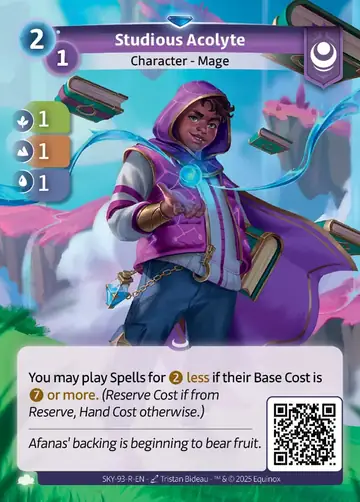 2
1
Studious Acolyte
Character - Mage
1
1
1
You may play Spells for 2 less if their Base Cost is
7 or more. (Reserve Cost if from
Reserve, Hand Cost otherwise.)
Afanas' backing is beginning to bear fruit.
SKY-93-R-EN - Tristan Bideau - ™ & © 2025 Equinox